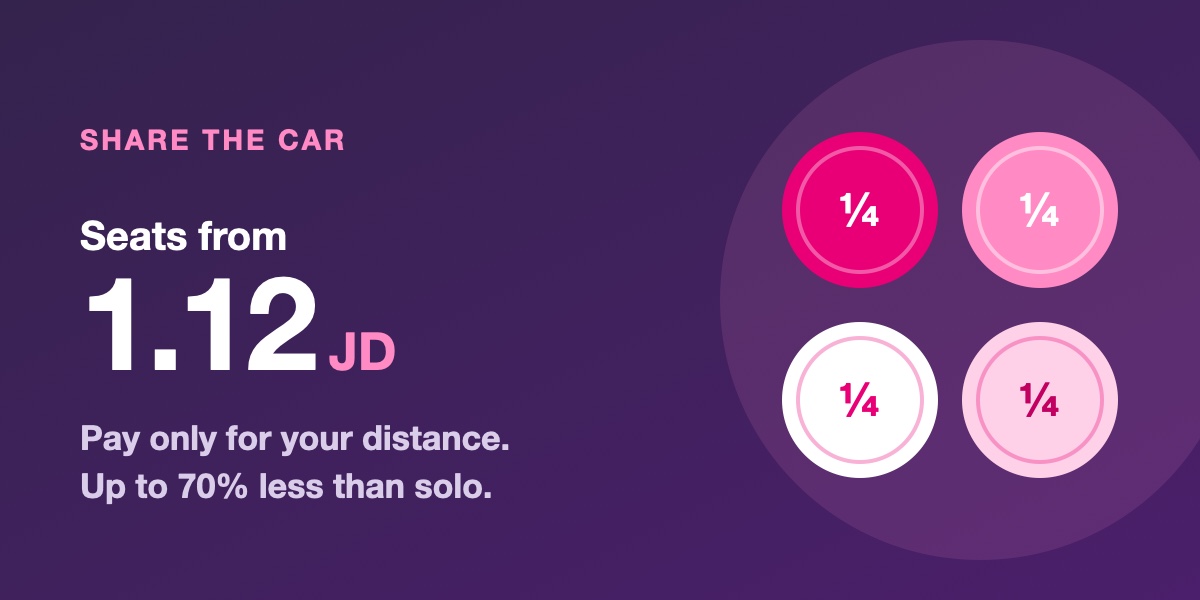 SHARE THE CAR
Seats from
1.12 JD
Pay only for your distance.
Up to 70% less than solo.
¼ ¼
¼ ¼